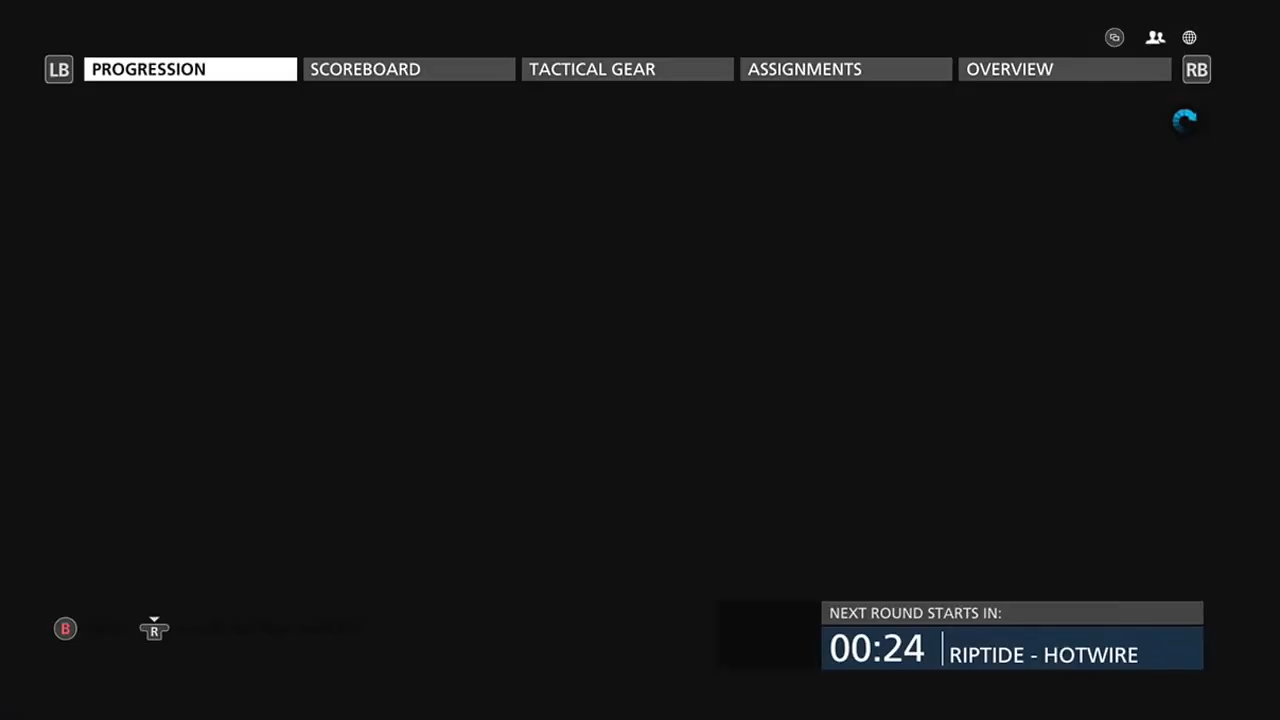 LB PROGRESSION SCOREBOARD TACTICAL GEAR ASSIGNMENTS OVERVIEW RB
NEXT ROUND STARTS IN:
B R 00:24 RIPTIDE - HOTWIRE